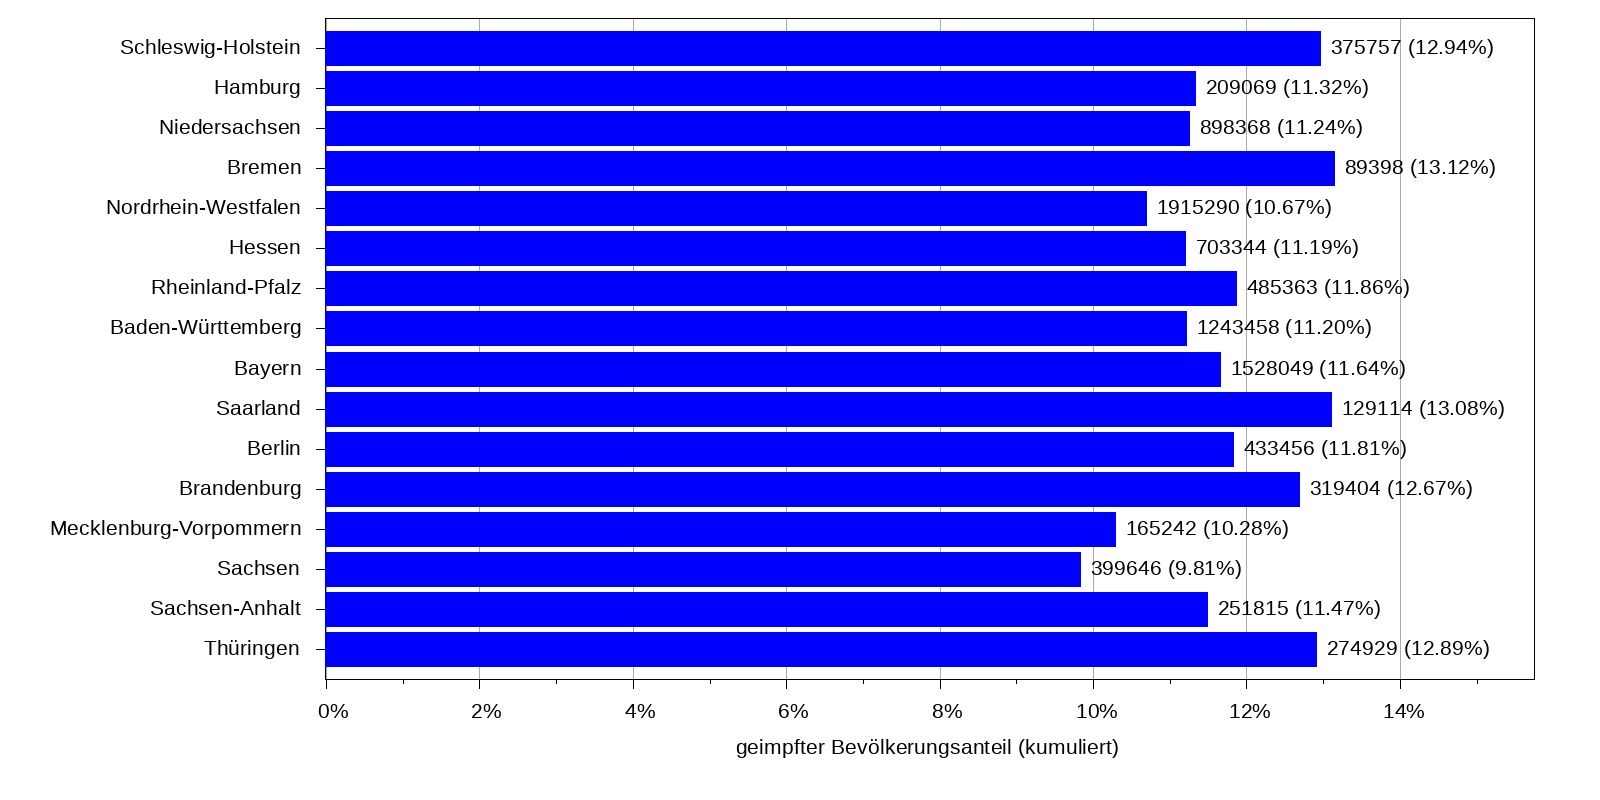 Schleswig-Holstein 375757 (12.94%)
Hamburg 209069 (11.32%)
Niedersachsen 898368 (11.24%)
Bremen 89398 (13.12%)
Nordrhein-Westfalen 1915290 (10.67%)
Hessen 703344 (11.19%)
Rheinland-Pfalz 485363 (11.86%)
Baden-Württemberg 1243458 (11.20%)
Bayern 1528049 (11.64%)
Saarland 129114 (13.08%)
Berlin 433456 (11.81%)
Brandenburg 319404 (12.67%)
Mecklenburg-Vorpommern 165242 (10.28%)
Sachsen 399646 (9.81%)
Sachsen-Anhalt 251815 (11.47%)
Thüringen 274929 (12.89%)
0% 2% 4% 6% 8% 10% 12% 14%
geimpfter Bevölkerungsanteil (kumuliert)